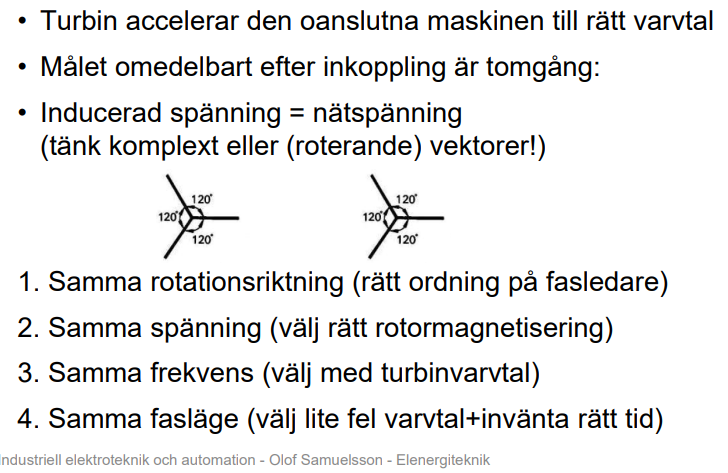 • Turbin accelerar den oanslutna maskinen till rätt varvtal
• Målet omedelbart efter inkoppling är tomgång:
• Inducerad spänning = nätspänning
(tänk komplext eller (roterande) vektorer!)
120° 120°
120° 120°
120° 120°
1. Samma rotationsriktning (rätt ordning på fasledare)
2. Samma spänning (välj rätt rotormagnetisering)
3. Samma frekvens (välj med turbinvarvtal)
4. Samma fasläge (välj lite fel varvtal+invänta rätt tid)
Industriell elektroteknik och automation - Olof Samuelsson - Elenergiteknik